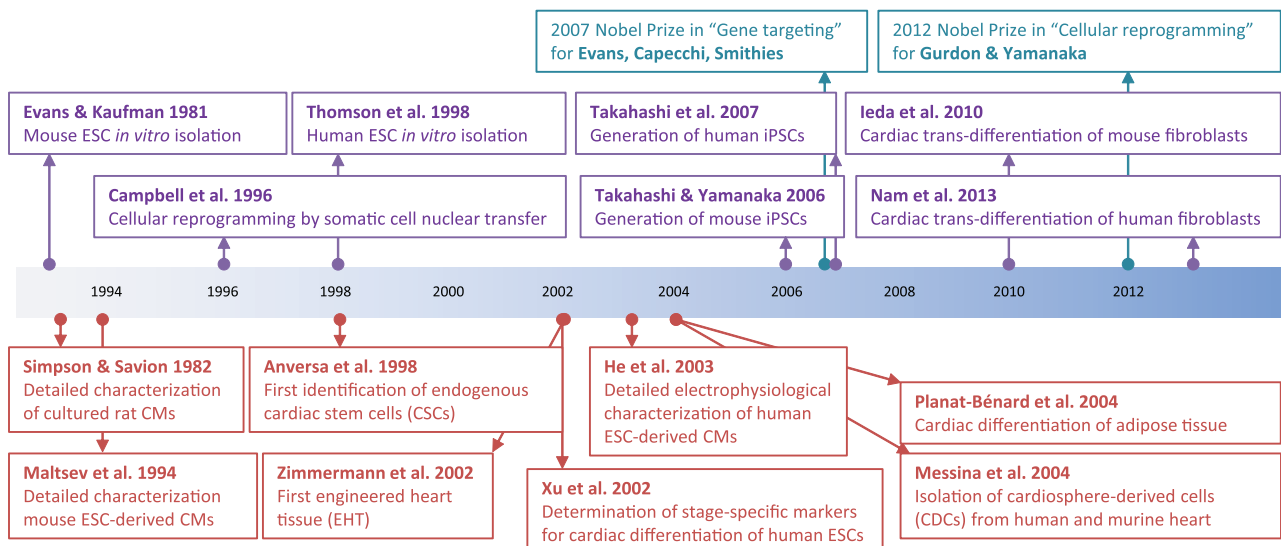 2007 Nobel Prize in “Gene targeting”
for Evans, Capecchi, Smithies
2012 Nobel Prize in “Cellular reprogramming”
for Gurdon & Yamanaka
Evans & Kaufman 1981
Mouse ESC in vitro isolation
Thomson et al. 1998
Human ESC in vitro isolation
Takahashi et al. 2007
Generation of human iPSCs
Ieda et al. 2010
Cardiac trans-differentiation of mouse fibroblasts
Campbell et al. 1996
Cellular reprogramming by somatic cell nuclear transfer
Takahashi & Yamanaka 2006
Generation of mouse iPSCs
Nam et al. 2013
Cardiac trans-differentiation of human fibroblasts
1994 1996 1998 2000 2002 2004 2006 2008 2010 2012
Simpson & Savion 1982
Detailed characterization
of cultured rat CMs
Anversa et al. 1998
First identification of endogenous
cardiac stem cells (CSCs)
He et al. 2003
Detailed electrophysiological
characterization of human
ESC-derived CMs
Planat-Bénard et al. 2004
Cardiac differentiation of adipose tissue
Maltsev et al. 1994
Detailed characterization
mouse ESC-derived CMs
Zimmermann et al. 2002
First engineered heart
tissue (EHT)
Xu et al. 2002
Determination of stage-specific markers
for cardiac differentiation of human ESCs
Messina et al. 2004
Isolation of cardiosphere-derived cells
(CDCs) from human and murine heart